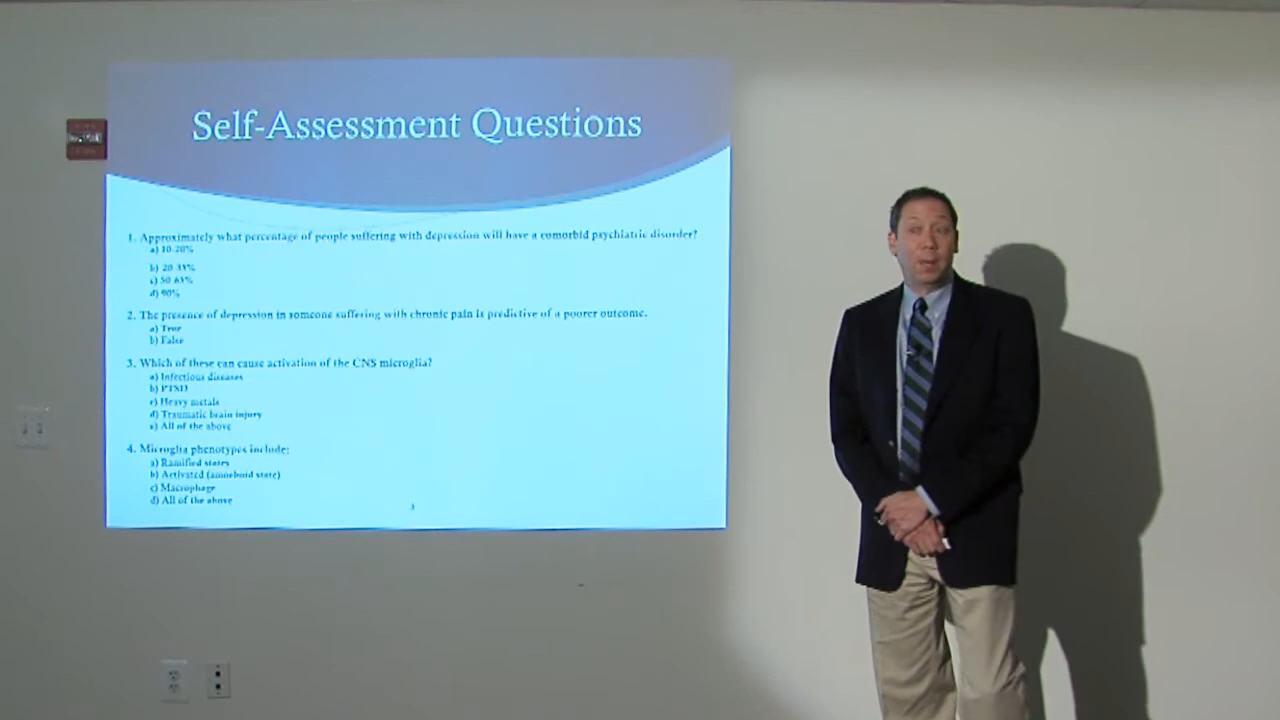 Self-Assessment Questions
1. Approximately what percentage of people suffering with depression will have a comorbid psychiatric disorder?
a) 10-20%
b) 20-35%
c) 50-65%
d) 90%
2. The presence of depression in someone suffering with chronic pain is predictive of a poorer outcome.
a) True
b) False
3. Which of these can cause activation of the CNS microglia?
a) Infectious diseases
b) PTSD
c) Heavy metals
d) Traumatic brain injury
e) All of the above
4. Microglia phenotypes include:
a) Ramified states
b) Activated (amoeboid state)
c) Macrophage
d) All of the above
3